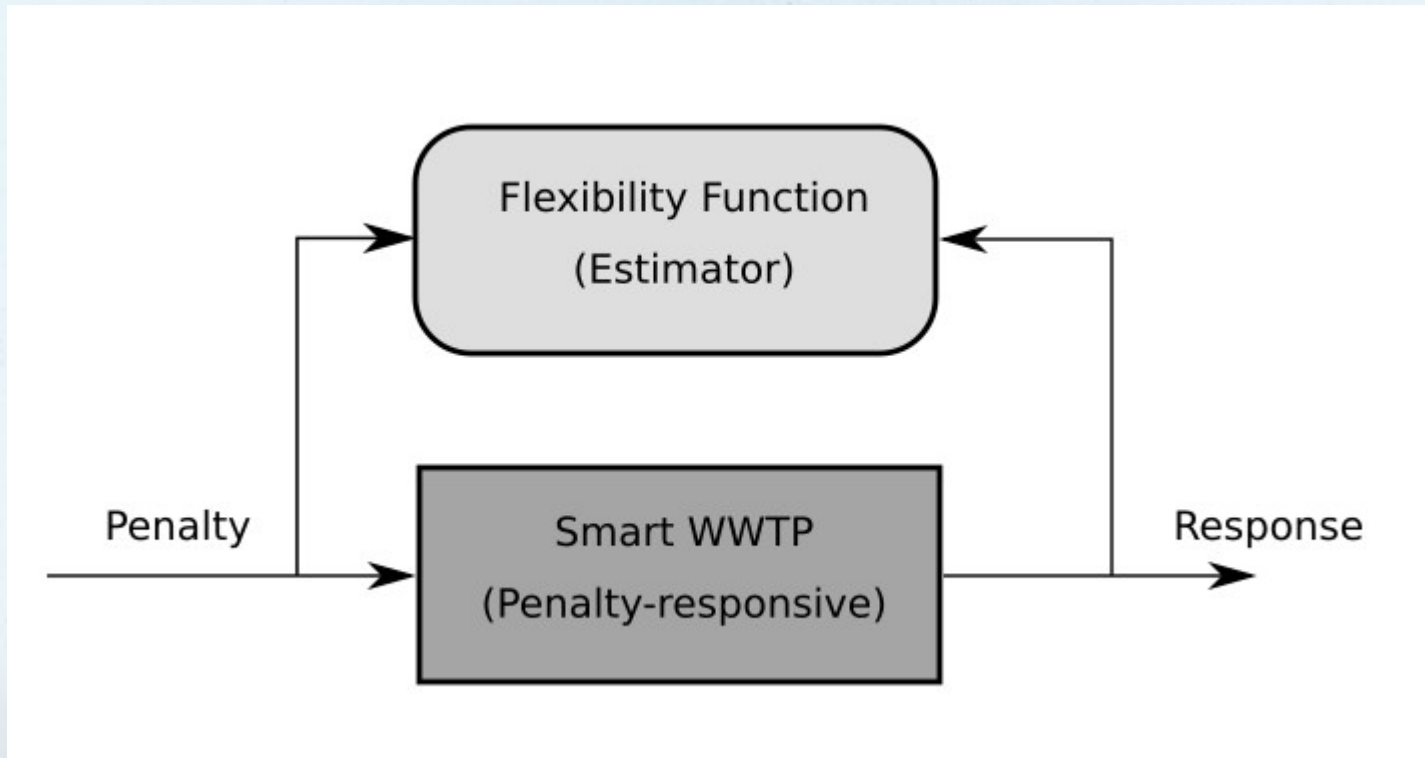 Flexibility Function
(Estimator)
Penalty
Response
Smart WWTP
(Penalty-responsive)